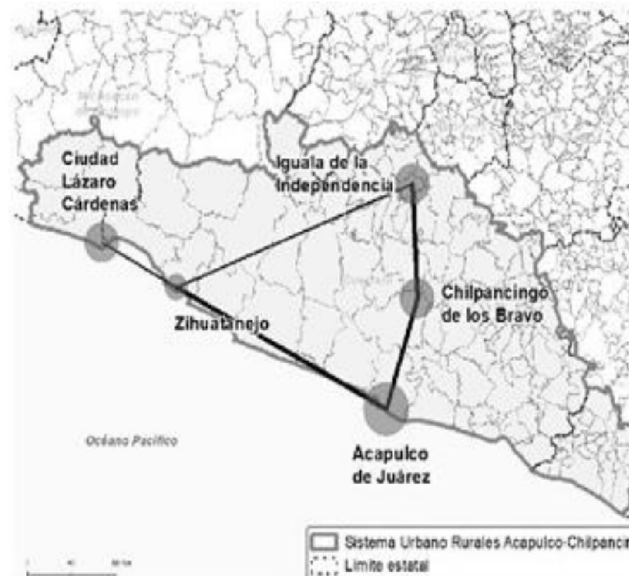 Ciudad
Lázaro
Cárdenas
Iguala de la
Independencia
Zihuatanejo
Chilpancingo
de los Bravo
Océano Pacífico
Acapulco
de Juárez
Sistema Urbano Rurales Acapulco-Chilpancin
Límite estatal